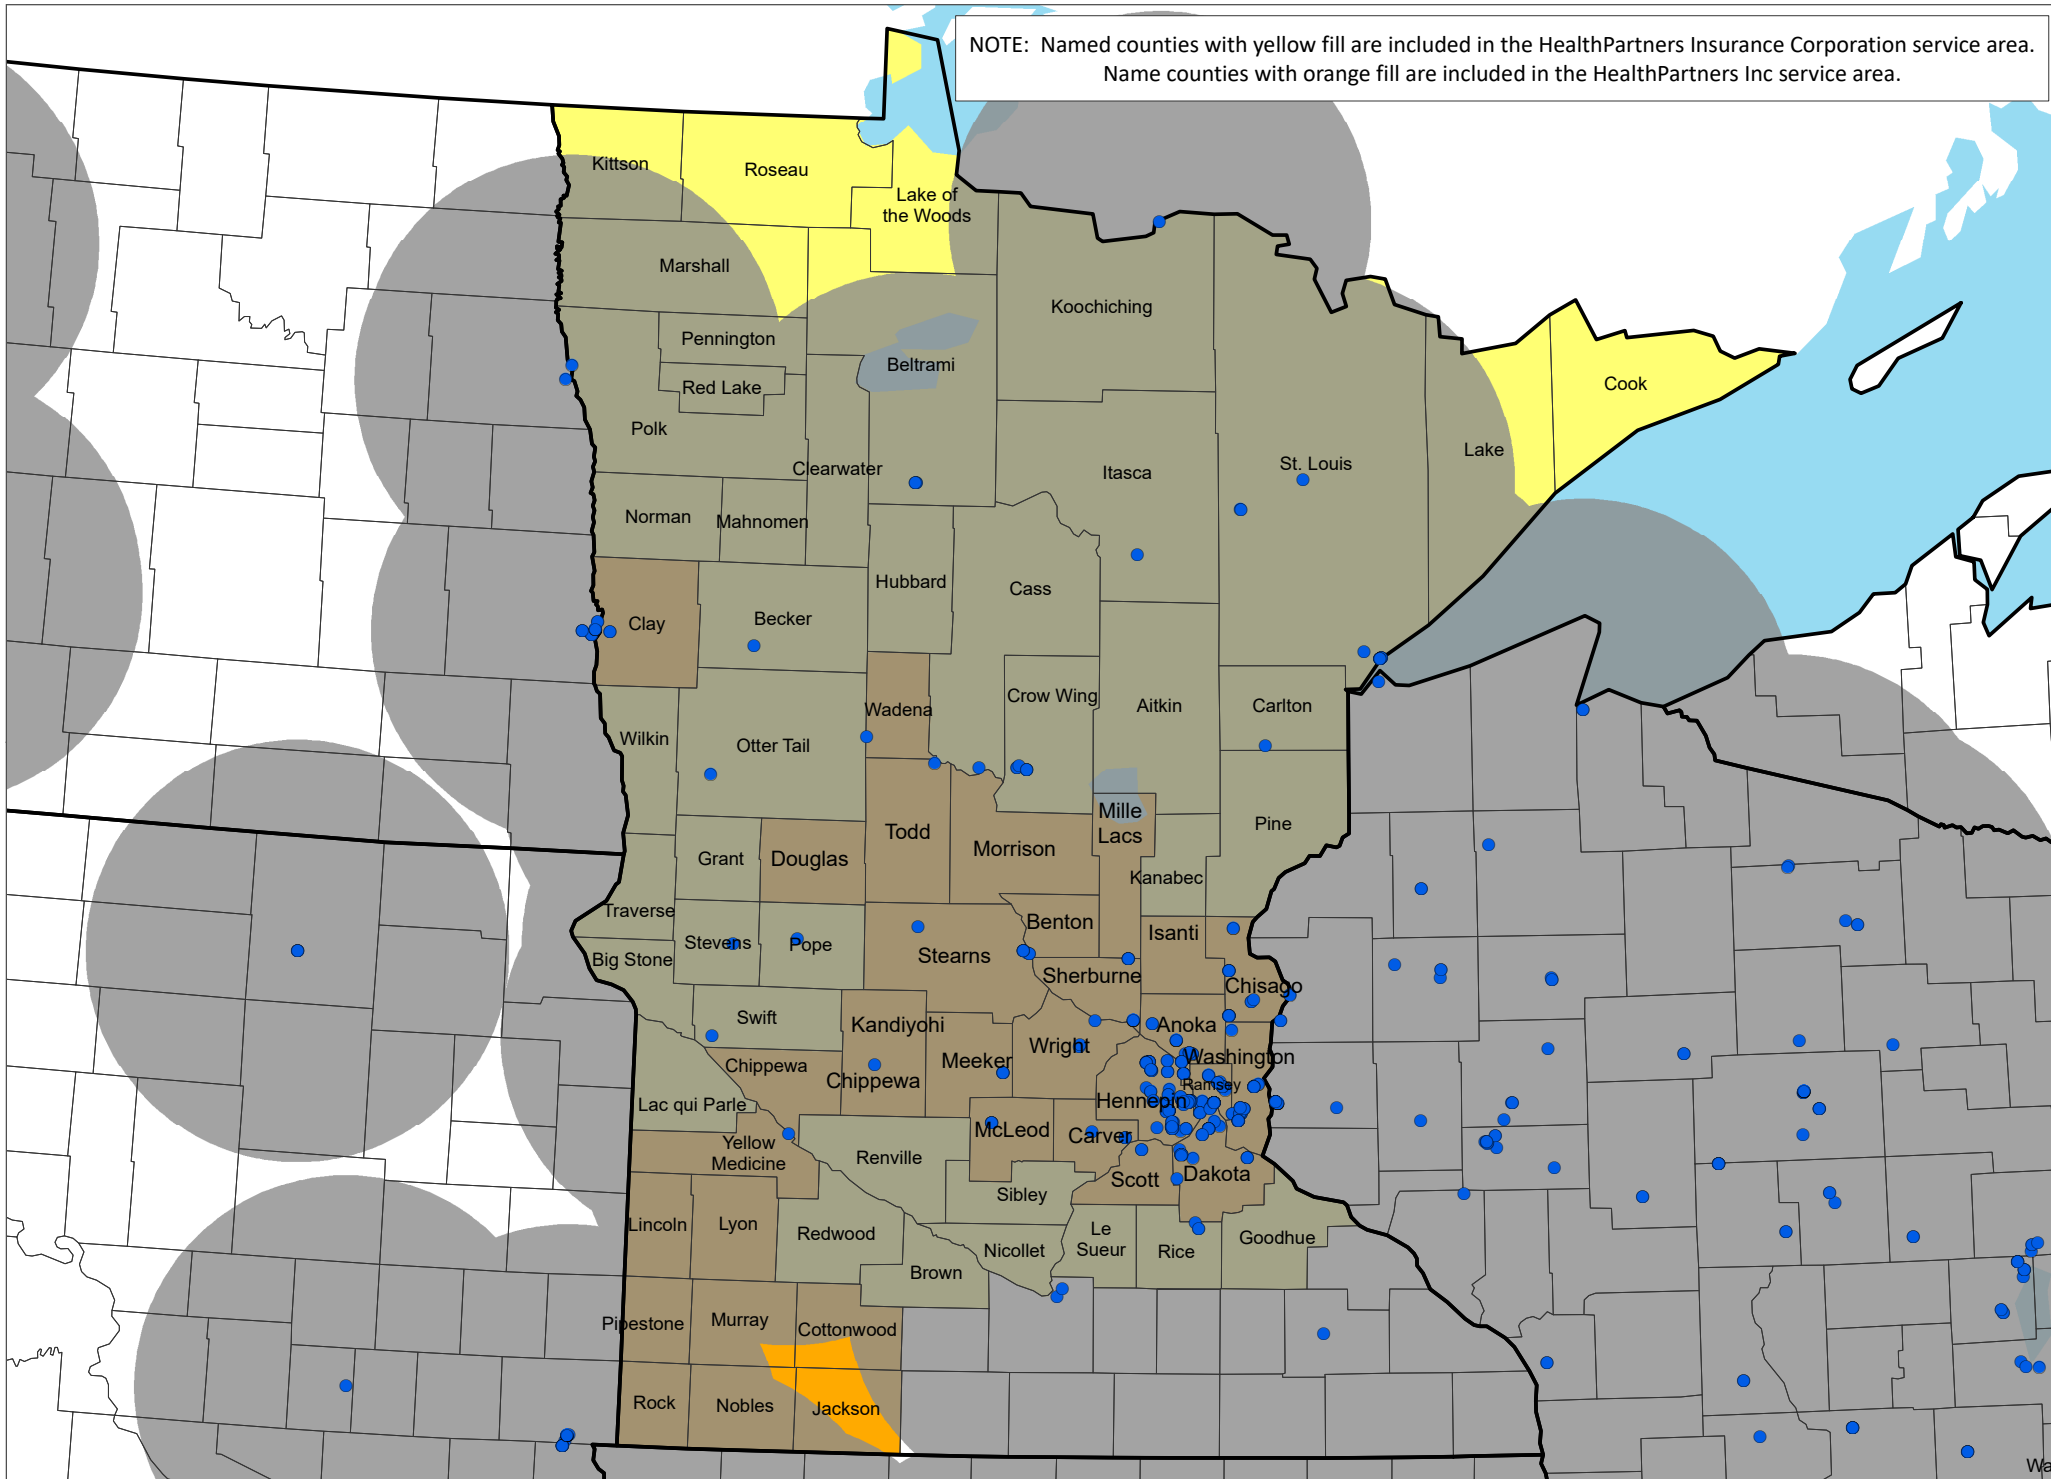 NOTE: Named counties with yellow fill are included in the HealthPartners Insurance Corporation service area.
Name counties with orange fill are included in the HealthPartners Inc service area.
Kittson
Roseau
Lake of
the Woods
Marshall
Koochiching
Pennington
Beltrami
Red Lake
Cook
Polk
Clearwater
Itasca
St. Louis
Lake
Norman
Mahnomen
Hubbard
Cass
Clay
Becker
Wadena
Crow Wing
Aitkin
Carlton
Wilkin
Otter Tail
Mille
Lacs
Todd
Morrison
Pine
Grant
Douglas
Kanabec
Traverse
Stevens
Pope
Benton
Isanti
Big Stone
Stearns
Sherburne
Chisago
Swift
Kandiyohi
Anoka
Meeker
Wright
Washington
Chippewa
Chippewa
Ramsey
Lac qui Parle
Hennepin
McLeod
Carver
Yellow
Medicine
Renville
Scott
Dakota
Sibley
Lincoln
Lyon
Redwood
Nicollet
Le
Sueur
Rice
Goodhue
Brown
Pipestone
Murray
Cottonwood
Rock
Nobles
Jackson
Wa